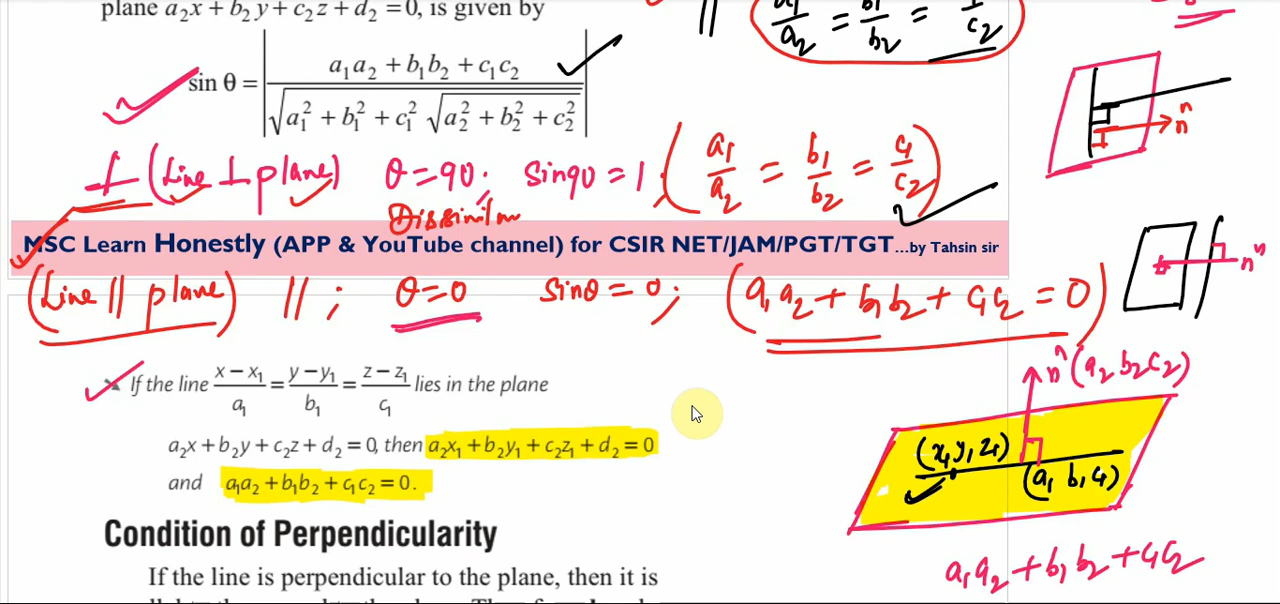 plane a₂x + b₂y + c₂z + d₂ = 0, is given by
|| a₁/a₂ = b₁/b₂ = /c₂
sin θ = | (a₁a₂ + b₁b₂ + c₁c₂) / (√(a₁² + b₁² + c₁²) √(a₂² + b₂² + c₂²)) |
n̂
(Line ⊥ plane) θ = 90; sin90 = 1; (a₁/a₂ = b₁/b₂ = c₁/c₂)
Dissimilar
MSC Learn Honestly (APP & YouTube channel) for CSIR NET/JAM/PGT/TGT...by Tahsin sir
n̂
(Line || plane) || ; θ = 0 sinθ = 0; (a₁a₂ + b₁b₂ + c₁c₂ = 0)
n̂ (a₂ b₂ c₂)
If the line (x − x₁)/a₁ = (y − y₁)/b₁ = (z − z₁)/c₁ lies in the plane
a₂x + b₂y + c₂z + d₂ = 0, then a₂x₁ + b₂y₁ + c₂z₁ + d₂ = 0
(x₁ y₁ z₁)
and a₁a₂ + b₁b₂ + c₁c₂ = 0.
(a₁ b₁ c₁)
Condition of Perpendicularity
a₁a₂ + b₁b₂ + c₁c₂
If the line is perpendicular to the plane, then it is